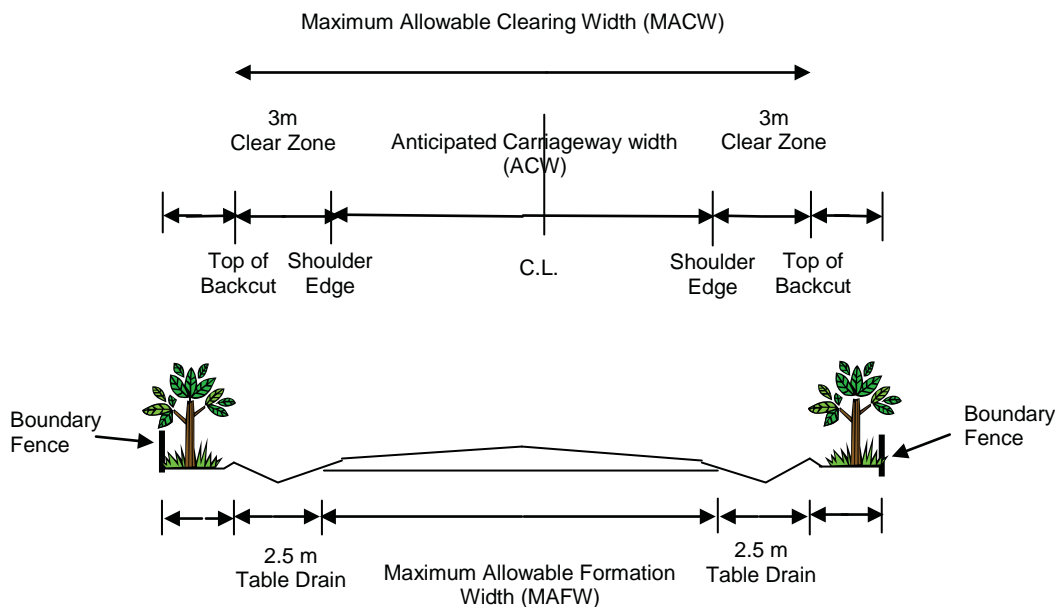 Maximum Allowable Clearing Width (MACW)
3m
Clear Zone
Anticipated Carriageway width
(ACW)
3m
Clear Zone
Top of
Backcut
Shoulder
Edge
C.L.
Shoulder
Edge
Top of
Backcut
Boundary
Fence
Boundary
Fence
2.5 m
Table Drain
Maximum Allowable Formation
Width (MAFW)
2.5 m
Table Drain